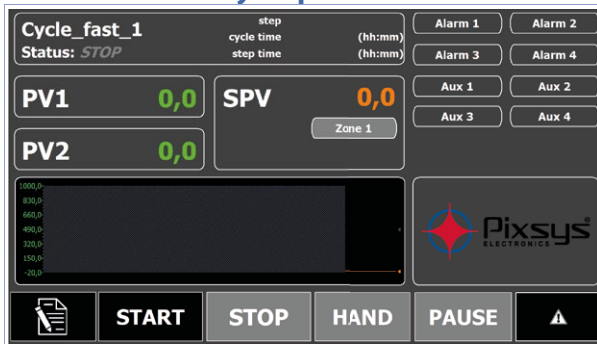 Cycle_fast_1
Status: STOP
step
cycle time (hh:mm)
step time (hh:mm)
Alarm 1 Alarm 2
Alarm 3 Alarm 4
Aux 1 Aux 2
Aux 3 Aux 4
PV1 0,0
SPV 0,0
Zone 1
PV2 0,0
1000,0
830,0
660,0
490,0
320,0
150,0
-20,0
Pixsys®
ELECTRONICS
START STOP HAND PAUSE